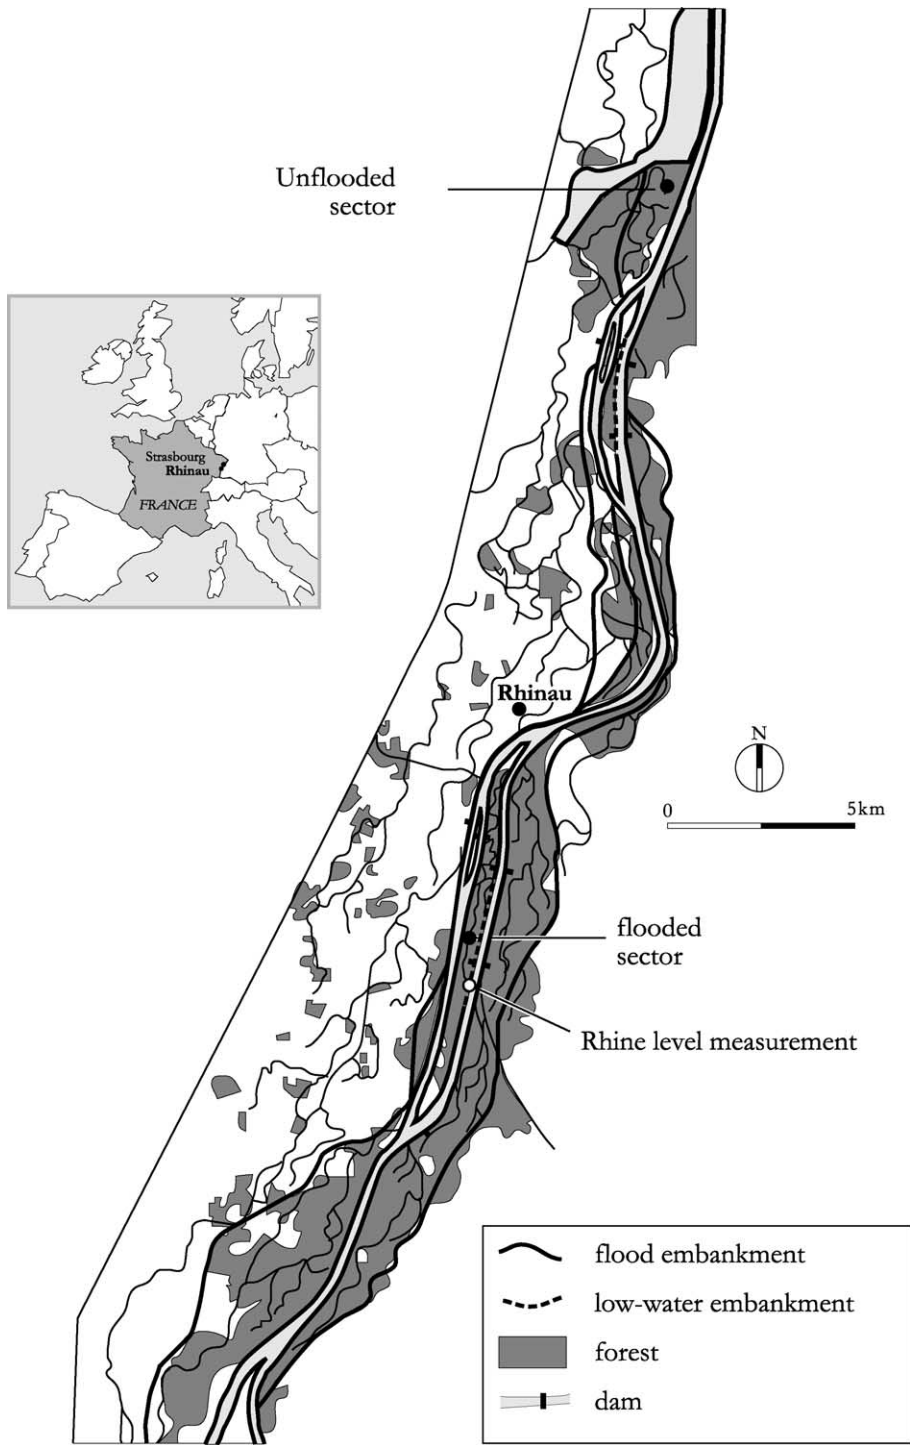 Unflooded
sector
Strasbourg
Rhinau
FRANCE
Rhinau
N
0 5km
flooded
sector
Rhine level measurement
flood embankment
low-water embankment
forest
dam